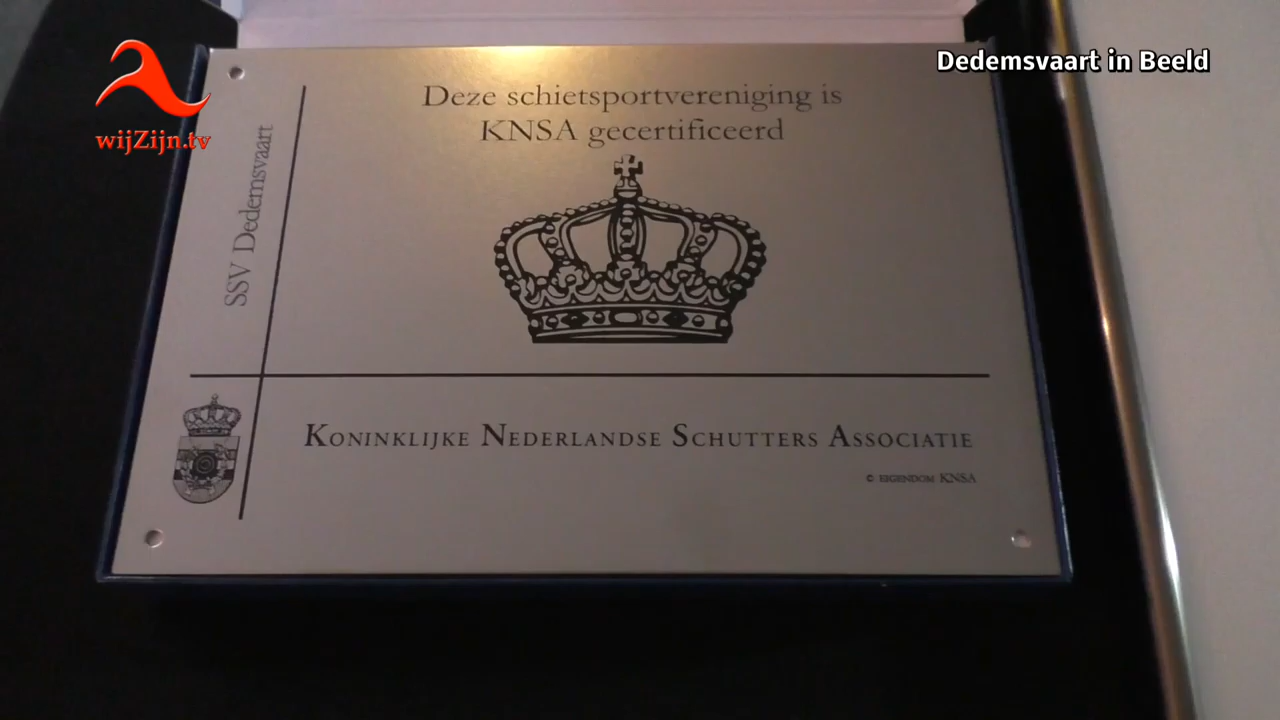 wijZijn.tv
Dedemsvaart in Beeld
Deze schietsportvereniging is
KNSA gecertificeerd
SSV Dedemsvaart
KONINKLIJKE NEDERLANDSE SCHUTTERS ASSOCIATIE
© EIGENDOM KNSA